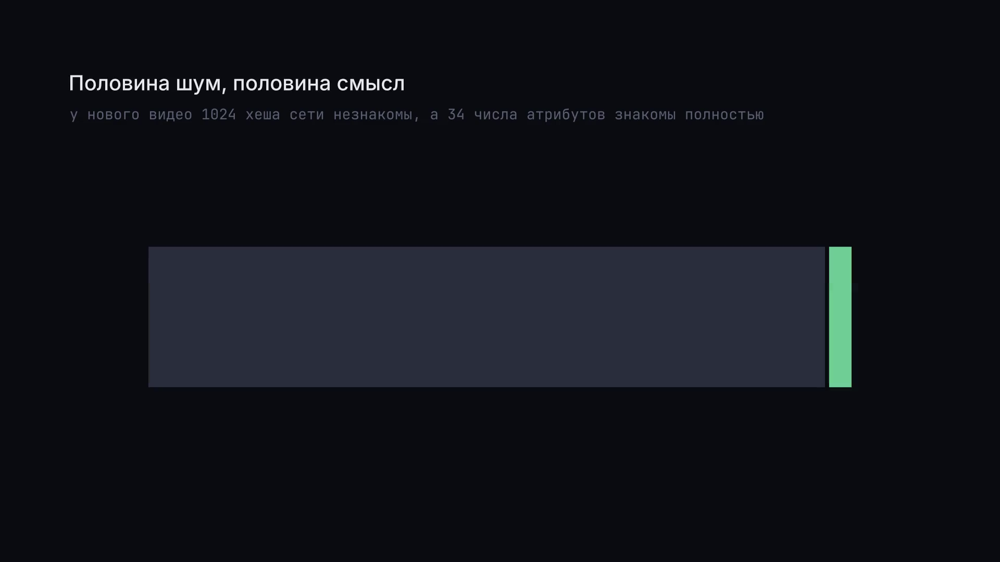 Половина шум, половина смысл
у нового видео 1024 хеша сети незнакомы, а 34 числа атрибутов знакомы полностью